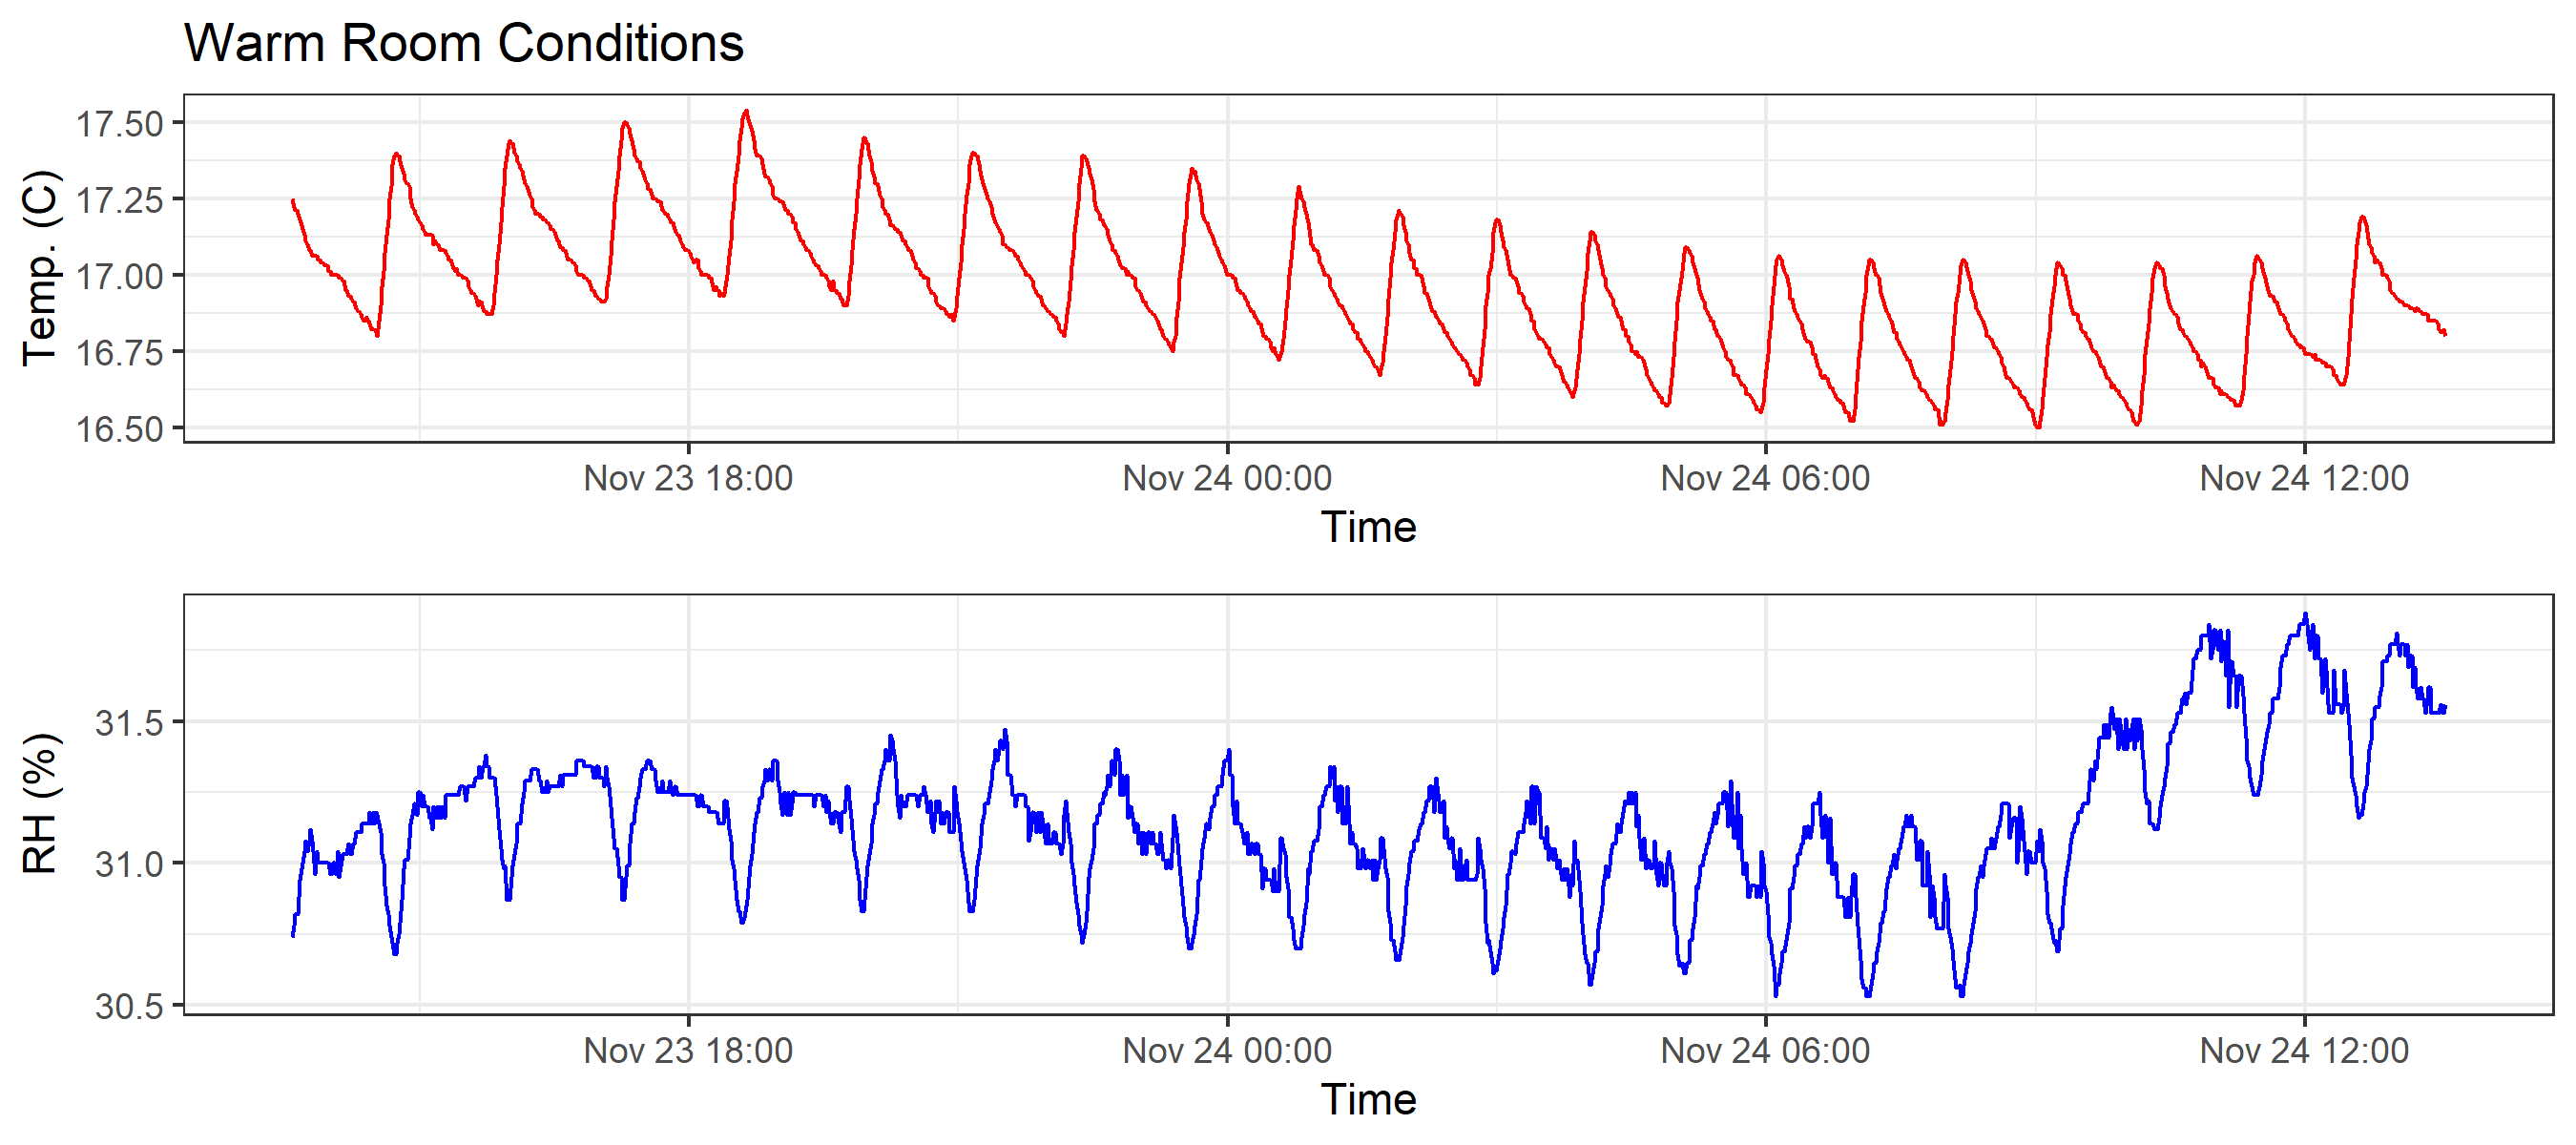 Warm Room Conditions
17.50
17.25
17.00
16.75
16.50
Temp. (C)
Nov 23 18:00 Nov 24 00:00 Nov 24 06:00 Nov 24 12:00
Time
31.5
31.0
30.5
RH (%)
Nov 23 18:00 Nov 24 00:00 Nov 24 06:00 Nov 24 12:00
Time